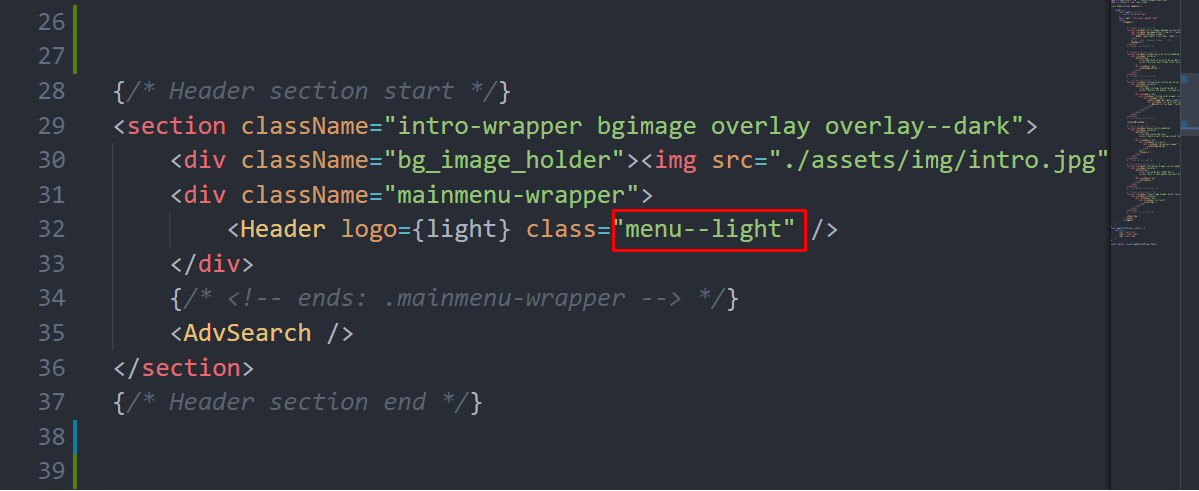 26
27
28 {/* Header section start */}
29 <section className="intro-wrapper bgimage overlay overlay--dark">
30 <div className="bg_image_holder"><img src="./assets/img/intro.jpg"
31 <div className="mainmenu-wrapper">
32 <Header logo={light} class="menu--light" />
33 </div>
34 {/* <!-- ends: .mainmenu-wrapper --> */}
35 <AdvSearch />
36 </section>
37 {/* Header section end */}
38
39